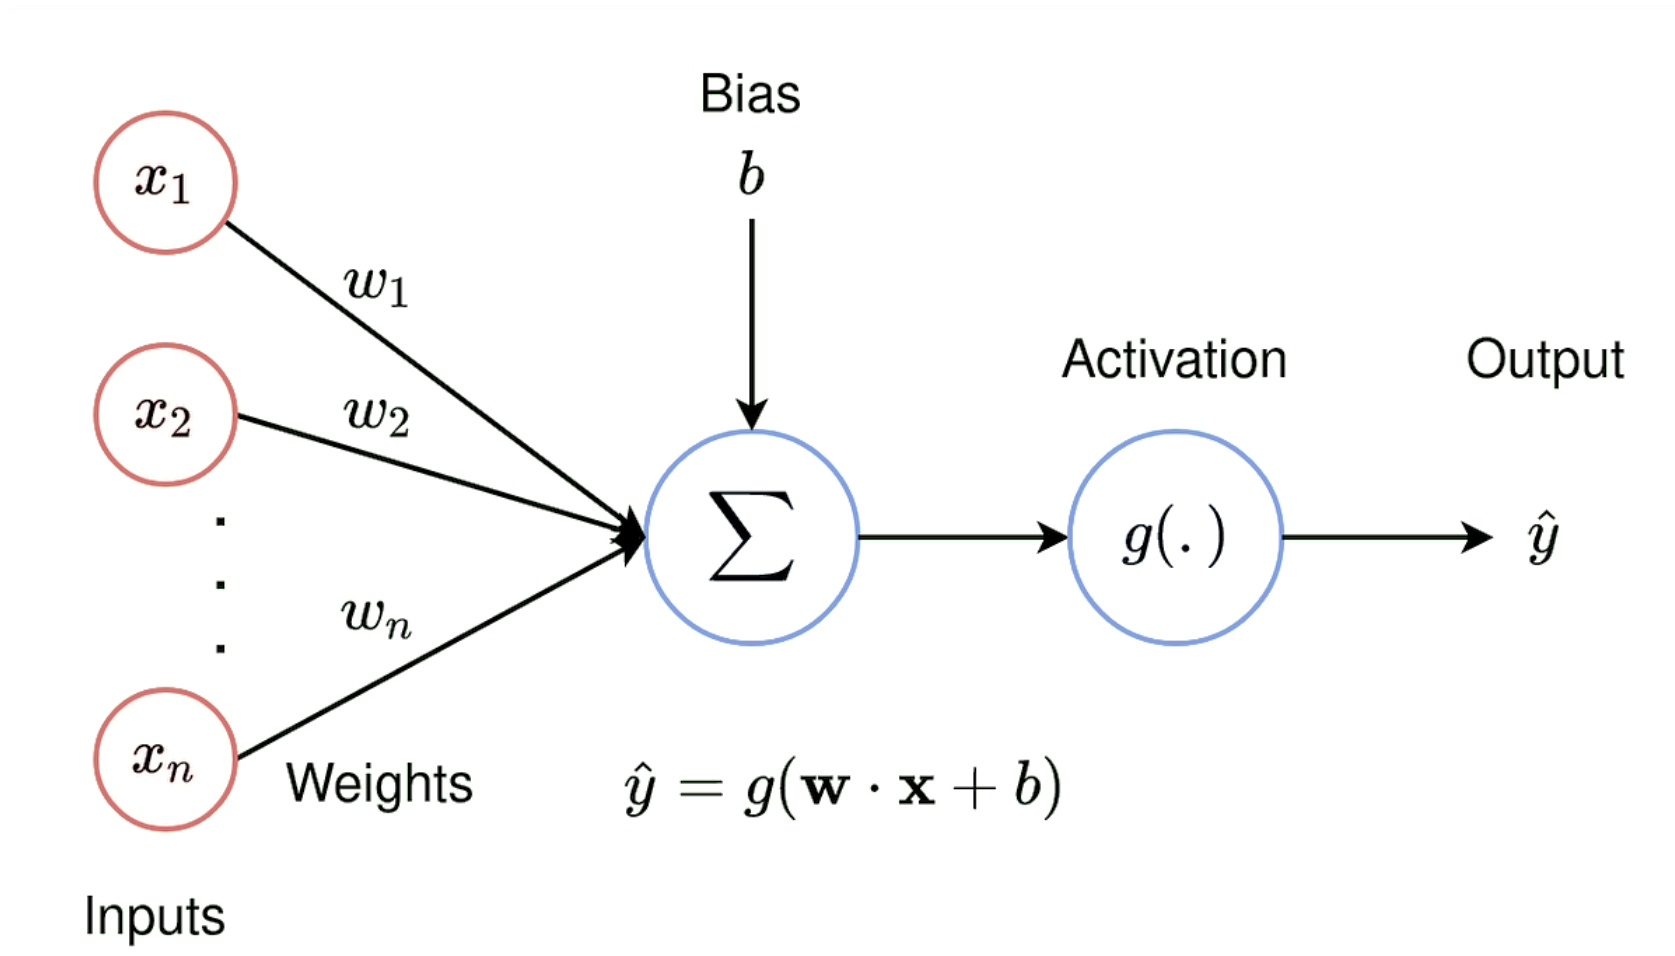 Bias
b
x₁
w₁
x₂
w₂
Activation
Output
∑
g(.)
ŷ
.
.
.
wₙ
xₙ
Weights
ŷ = g(w · x + b)
Inputs